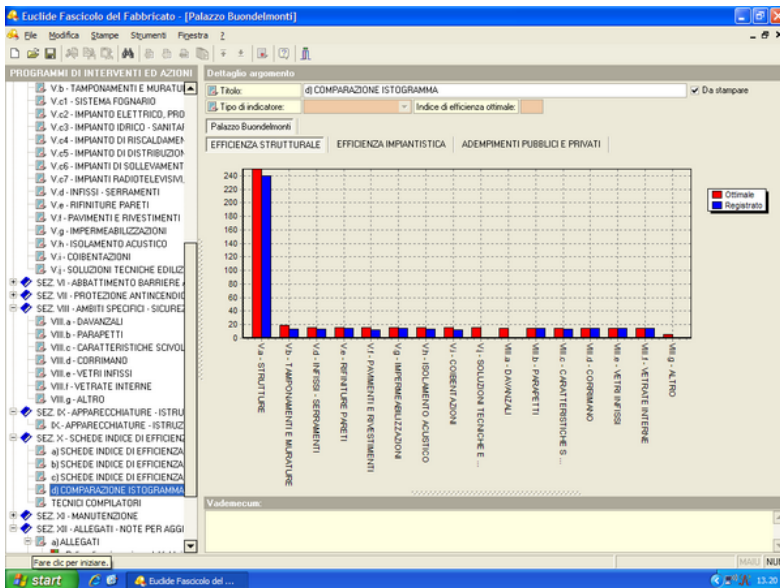 Euclide Fascicolo del Fabbricato - [Palazzo Buondelmonti]
File Modifica Stampe Strumenti Finestra ?
PROGRAMMI DI INTERVENTI ED AZIONI
V.b - TAMPONAMENTI E MURATU
V.c1 - SISTEMA FOGNARIO
V.c2 - IMPIANTO ELETTRICO, PRO
V.c3 - IMPIANTO IDRICO - SANITA
V.c4 - IMPIANTO DI RISCALDAMEN
V.c5 - IMPIANTO DI DISTRIBUZION
V.c6 - IMPIANTI DI SOLLEVAMENT
V.c7 - IMPIANTI RADIOTELEVISIVI,
V.d - INFISSI - SERRAMENTI
V.e - RIFINITURE PARETI
V.f - PAVIMENTI E RIVESTIMENTI
V.g - IMPERMEABILIZZAZIONI
V.h - ISOLAMENTO ACUSTICO
V.i - COIBENTAZIONI
V.j - SOLUZIONI TECNICHE EDILIZ
SEZ. VI - ABBATTIMENTO BARRIERE A
SEZ. VII - PROTEZIONE ANTINCENDIO
SEZ. VIII - AMBITI SPECIFICI - SICUREZ
VIII.a - DAVANZALI
VIII.b - PARAPETTI
VIII.c - CARATTERISTICHE SCIVOL
VIII.d - CORRIMANO
VIII.e - VETRI INFISSI
VIII.f - VETRATE INTERNE
VIII.g - ALTRO
SEZ. IX - APPARECCHIATURE - ISTRU
IX.- APPARECCHIATURE - ISTRUZ
SEZ. X - SCHEDE INDICE DI EFFICIENZ
a) SCHEDE INDICE DI EFFICIENZA
b) SCHEDE INDICE DI EFFICIENZA
c) SCHEDE INDICE DI EFFICIENZA
d) COMPARAZIONE ISTOGRAMMA
TECNICI COMPILATORI
SEZ. XI - MANUTENZIONE
SEZ. XII - ALLEGATI - NOTE PER AGGI
a) ALLEGATI
Fare clic per iniziare.
Dettaglio argomento
Titolo: d) COMPARAZIONE ISTOGRAMMA Da stampare
Tipo di indicatore: Indice di efficienza ottimale:
Palazzo Buondelmonti
EFFICIENZA STRUTTURALE EFFICIENZA IMPIANTISTICA ADEMPIMENTI PUBBLICI E PRIVATI
240
220
200
180
160
140
120
100
80
60
40
20
0
Ottimale
Registrato
V.a - STRUTTURE
V.b - TAMPONAMENTI E MURATURE
V.d - INFISSI - SERRAMENTI
V.e - RIFINITURE PARETI
V.f - PAVIMENTI E RIVESTIMENTI
V.g - IMPERMEABILIZZAZIONI
V.h - ISOLAMENTO ACUSTICO
V.i - COIBENTAZIONI
V.j - SOLUZIONI TECNICHE E ...
VIII.a - DAVANZALI
VIII.b - PARAPETTI
VIII.c - CARATTERISTICHE S ...
VIII.d - CORRIMANO
VIII.e - VETRI INFISSI
VIII.f - VETRATE INTERNE
VIII.g - ALTRO
Vademecum:
MAIU NU
start Euclide Fascicolo del ... 13.20